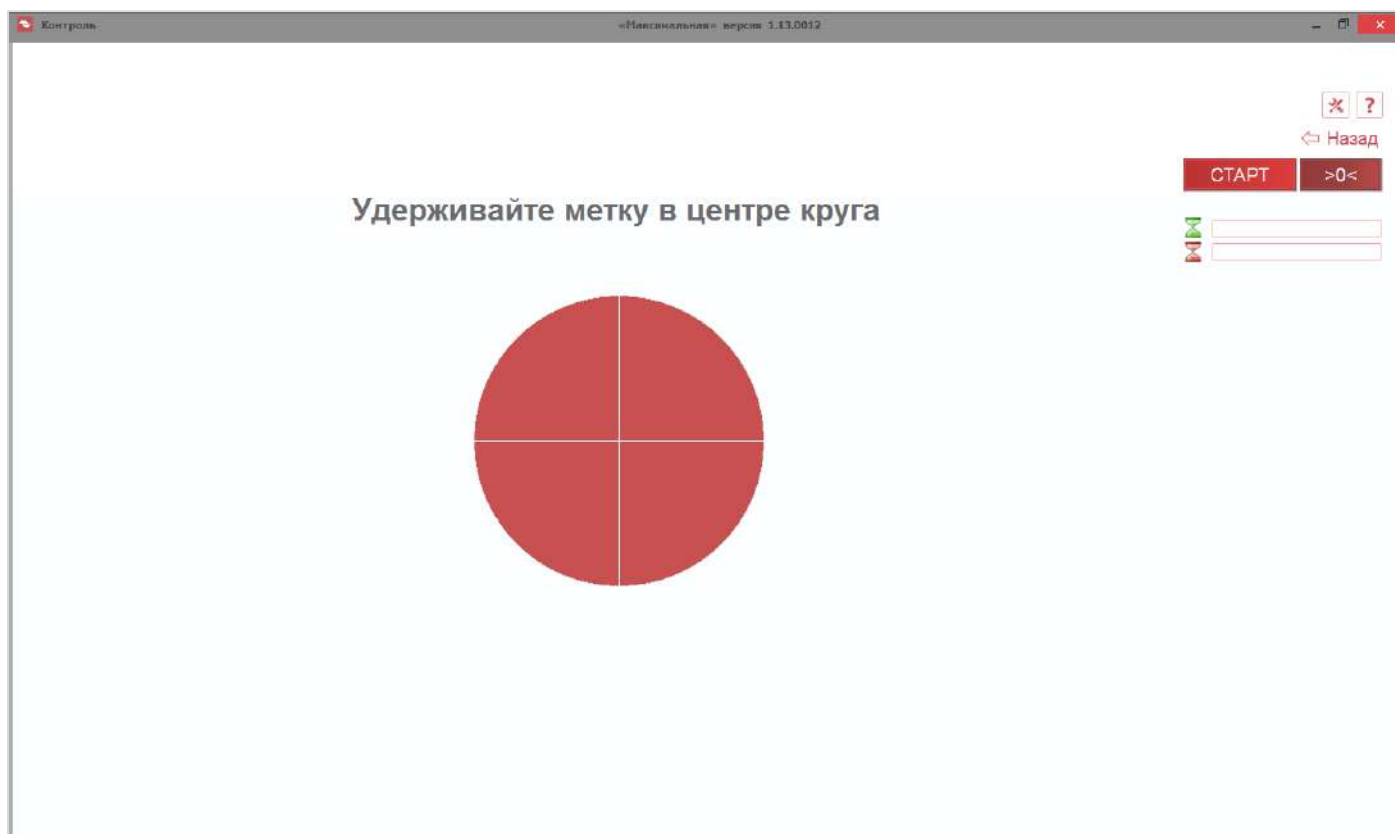 Контроль
«Максимальная» версия 1.13.0012
?
Назад
СТАРТ
>0<
Удерживайте метку в центре круга